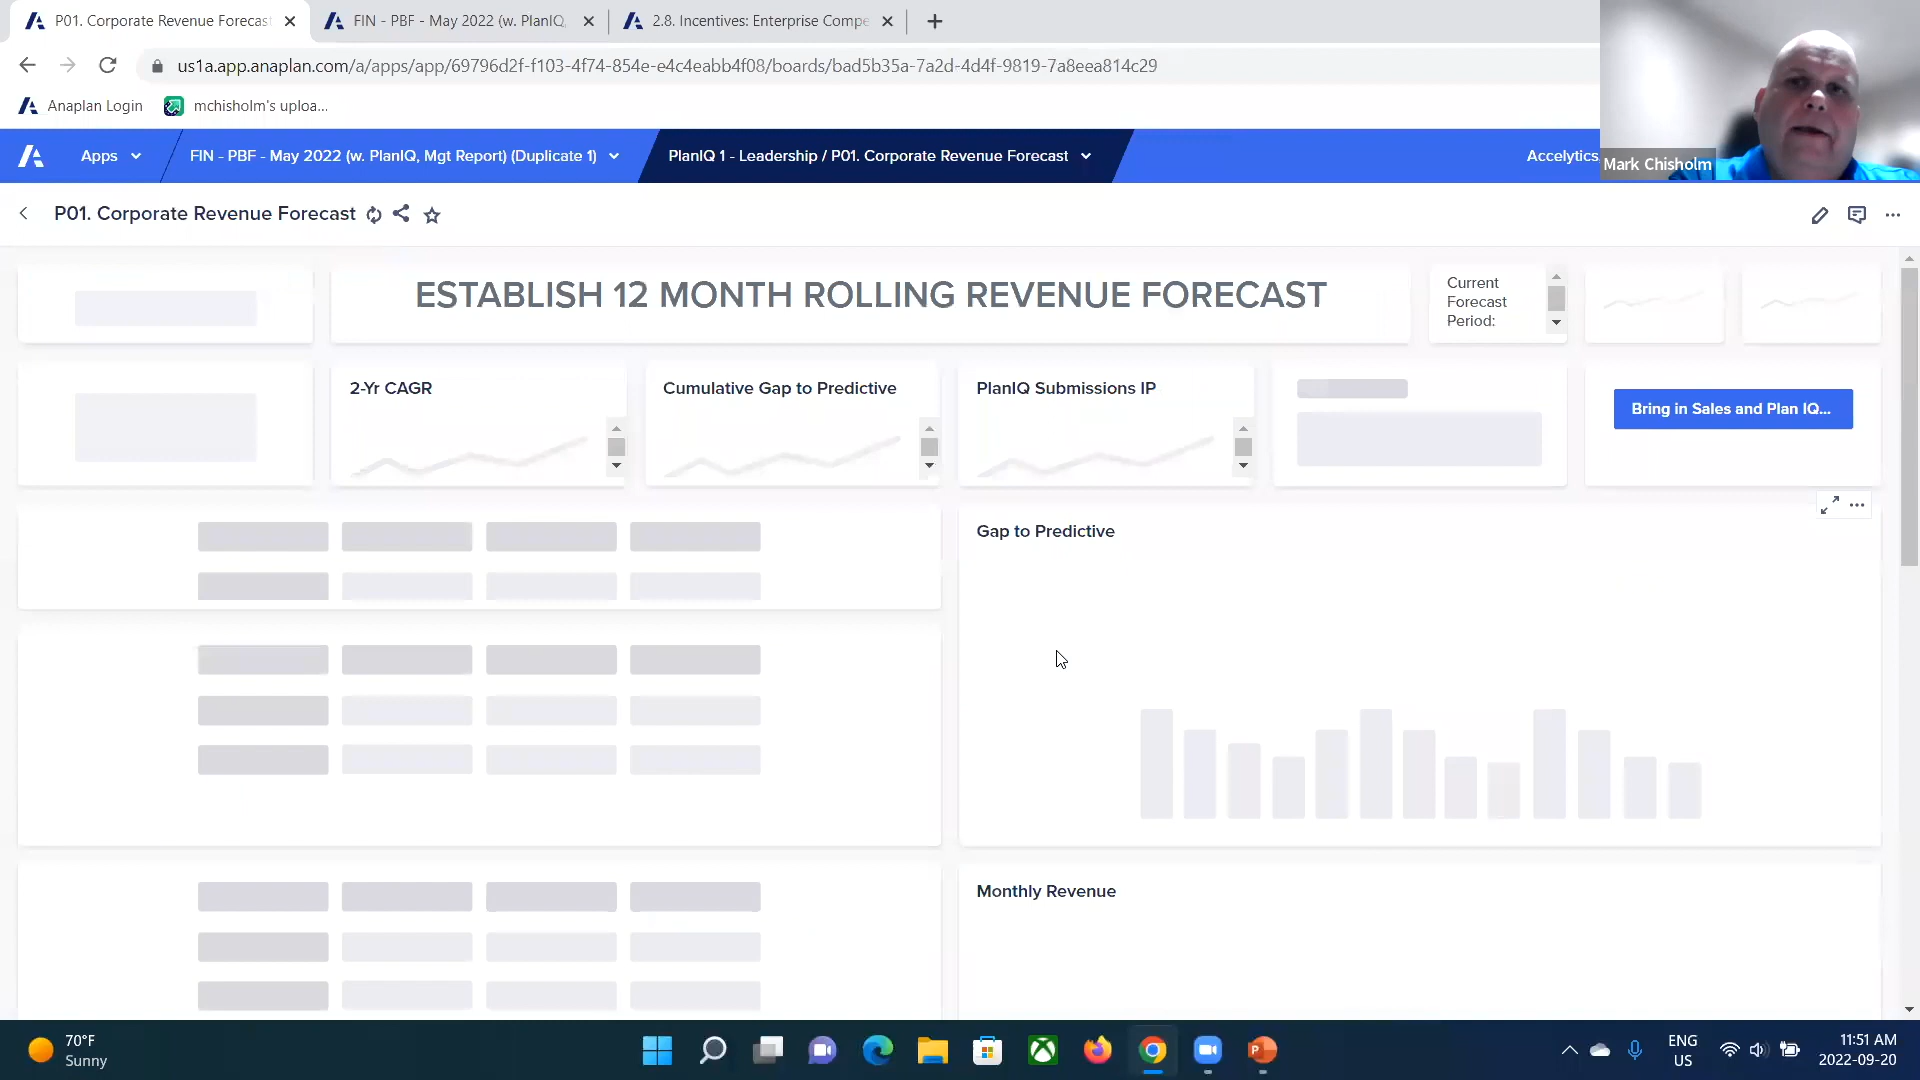 P01. Corporate Revenue Forecast
FIN - PBF - May 2022 (w. PlanIQ,
2.8. Incentives: Enterprise Compe
us1a.app.anaplan.com/a/apps/app/69796d2f-f103-4f74-854e-e4c4eabb4f08/boards/bad5b35a-7a2d-4d4f-9819-7a8eea814c29
Anaplan Login
mchisholm's uploa...
Apps
FIN - PBF - May 2022 (w. PlanIQ, Mgt Report) (Duplicate 1)
PlanIQ 1 - Leadership / P01. Corporate Revenue Forecast
Accelytics
Mark Chisholm
P01. Corporate Revenue Forecast
ESTABLISH 12 MONTH ROLLING REVENUE FORECAST
Current
Forecast
Period:
2-Yr CAGR
Cumulative Gap to Predictive
PlanIQ Submissions IP
Bring in Sales and Plan IQ...
Gap to Predictive
Monthly Revenue
70°F
Sunny
ENG
US
11:51 AM
2022-09-20